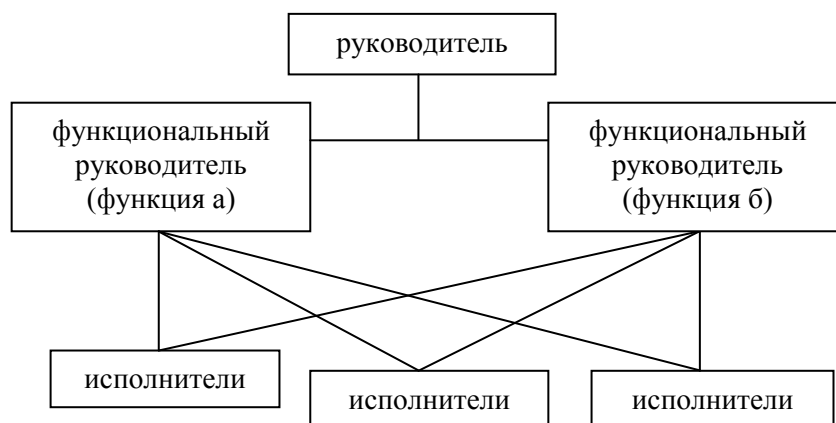 руководитель
функциональный
руководитель
(функция а)
функциональный
руководитель
(функция б)
исполнители
исполнители
исполнители